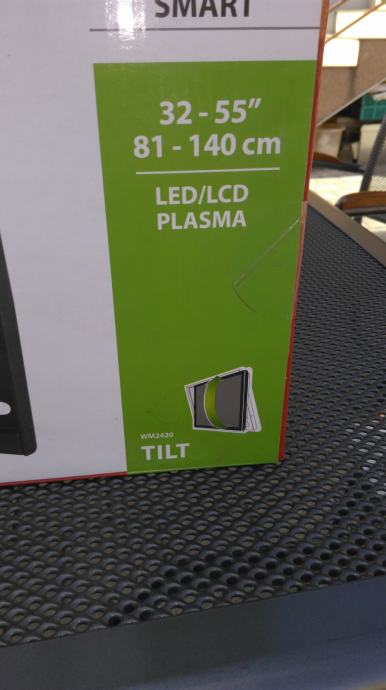 SMART
32 - 55”
81 - 140 cm
LED/LCD
PLASMA
WM2420
TILT